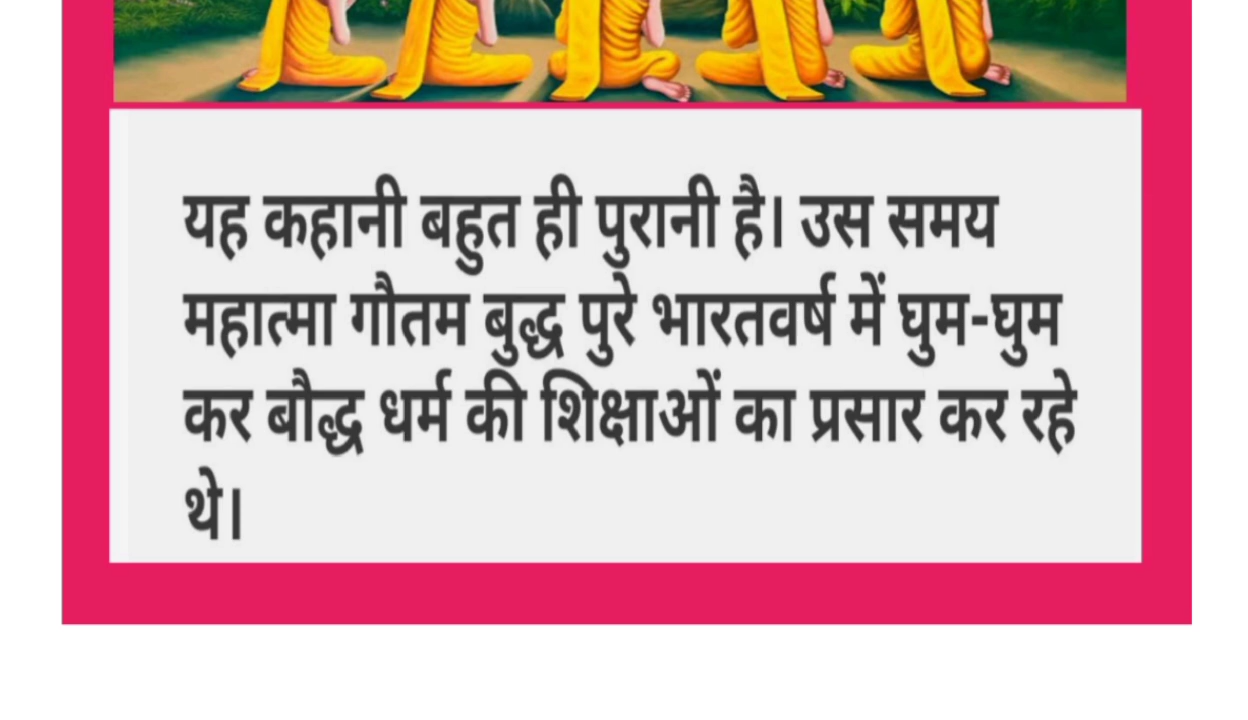 यह कहानी बहुत ही पुरानी है। उस समय
महात्मा गौतम बुद्ध पुरे भारतवर्ष में घुम-घुम
कर बौद्ध धर्म की शिक्षाओं का प्रसार कर रहे
थे।